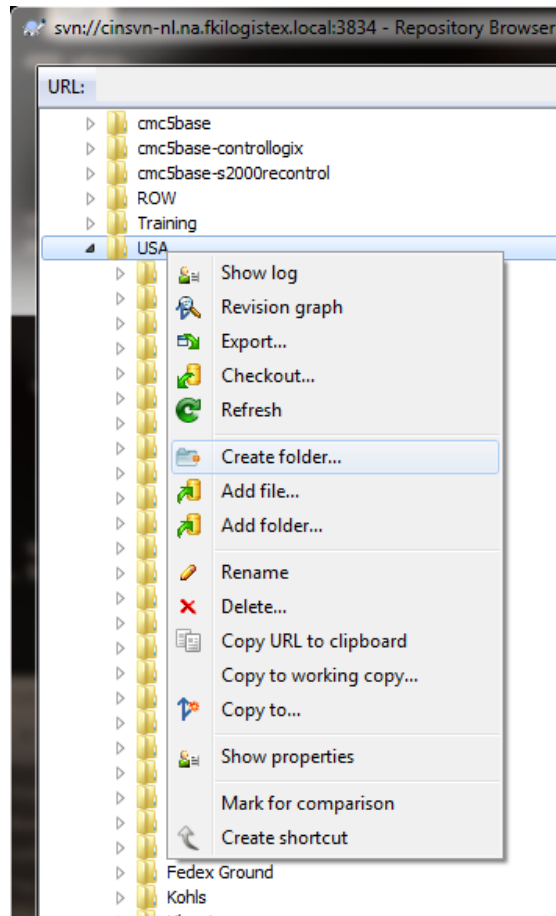 svn://cinsvn-nl.na.fkilogistex.local:3834 - Repository Browser
URL:
cmc5base
cmc5base-controllogix
cmc5base-s2000recontrol
ROW
Training
USA
Show log
Revision graph
Export...
Checkout...
Refresh
Create folder...
Add file...
Add folder...
Rename
Delete...
Copy URL to clipboard
Copy to working copy...
Copy to...
Show properties
Mark for comparison
Create shortcut
Fedex Ground
Kohls